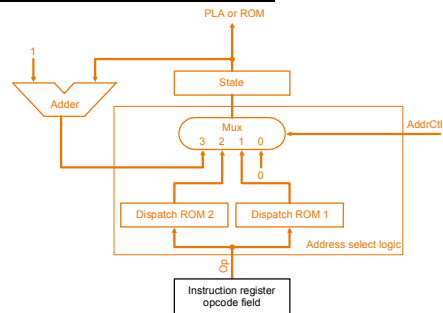 PLA or ROM
1
State
Adder
Mux
3 2 1 0
AddrCtl
0
Dispatch ROM 2
Dispatch ROM 1
Address select logic
Op
Instruction register
opcode field